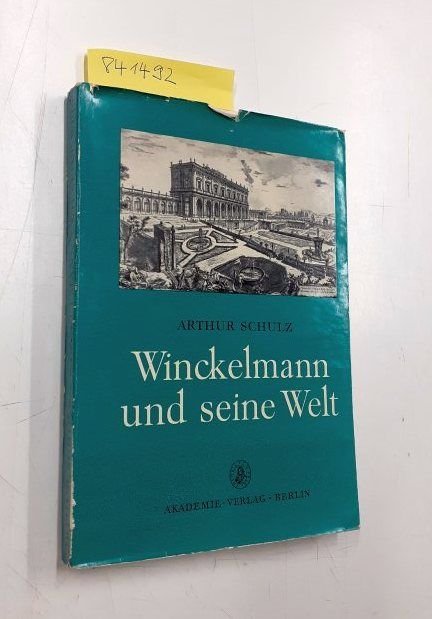 841492
ARTHUR SCHULZ
Winckelmann
und seine Welt
AKADEMIE-VERLAG · BERLIN